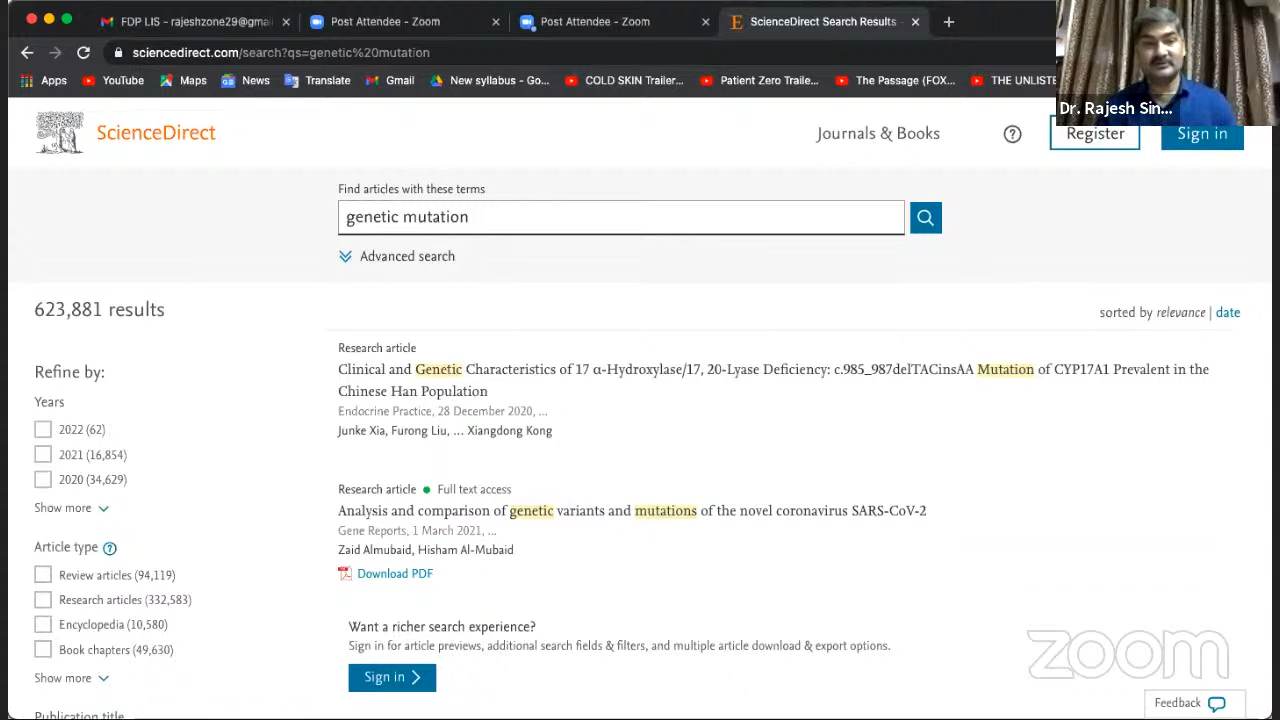 FDP LIS - rajeshzone29@gmai
Post Attendee - Zoom
Post Attendee - Zoom
ScienceDirect Search Results -
sciencedirect.com/search?qs=genetic%20mutation
Apps
YouTube
Maps
News
Translate
Gmail
New syllabus - Go...
COLD SKIN Trailer...
Patient Zero Traile...
The Passage (FOX...
THE UNLISTE
Dr. Rajesh Sin...
ScienceDirect
Journals & Books
?
Register
Sign in
Find articles with these terms
genetic mutation
Advanced search
623,881 results
sorted by relevance | date
Refine by:
Years
2022 (62)
2021 (16,854)
2020 (34,629)
Show more
Article type ?
Review articles (94,119)
Research articles (332,583)
Encyclopedia (10,580)
Book chapters (49,630)
Show more
Publication title
Research article
Clinical and Genetic Characteristics of 17 α-Hydroxylase/17, 20-Lyase Deficiency: c.985_987delTACinsAA Mutation of CYP17A1 Prevalent in the
Chinese Han Population
Endocrine Practice, 28 December 2020, ...
Junke Xia, Furong Liu, ... Xiangdong Kong
Research article ● Full text access
Analysis and comparison of genetic variants and mutations of the novel coronavirus SARS-CoV-2
Gene Reports, 1 March 2021, ...
Zaid Almubaid, Hisham Al-Mubaid
Download PDF
Want a richer search experience?
Sign in for article previews, additional search fields & filters, and multiple article download & export options.
Sign in
zoom
Feedback